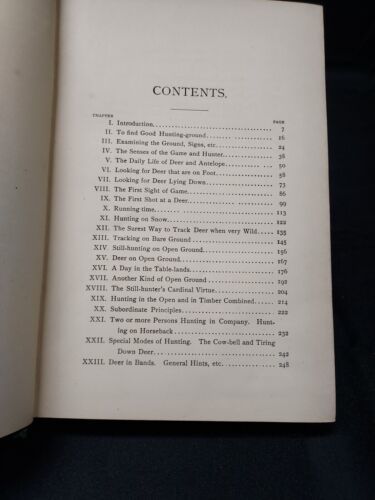 CONTENTS.
CHAPTER PAGE
I. Introduction. 7
II. To find Good Hunting-ground 16
III. Examining the Ground, Signs, etc. 24
IV. The Senses of the Game and Hunter. 38
V. The Daily Life of Deer and Antelope. 50
VI. Looking for Deer that are on Foot. 58
VII. Looking for Deer Lying Down. 73
VIII. The First Sight of Game. 86
IX. The First Shot at a Deer. 99
X. Running time. 113
XI. Hunting on Snow. 122
XII. The Surest Way to Track Deer when very Wild. 135
XIII. Tracking on Bare Ground 145
XIV. Still-hunting on Open Ground. 156
XV. Deer on Open Ground. 167
XVI. A Day in the Table-lands. 176
XVII. Another Kind of Open Ground 192
XVIII. The Still-hunter's Cardinal Virtue. 204
XIX. Hunting in the Open and in Timber Combined. 214
XX. Subordinate Principles. 222
XXI. Two or more Persons Hunting in Company. Hunt-
ing on Horseback. 232
XXII. Special Modes of Hunting. The Cow-bell and Tiring
Down Deer. 242
XXIII. Deer in Bands. General Hints, etc. 248